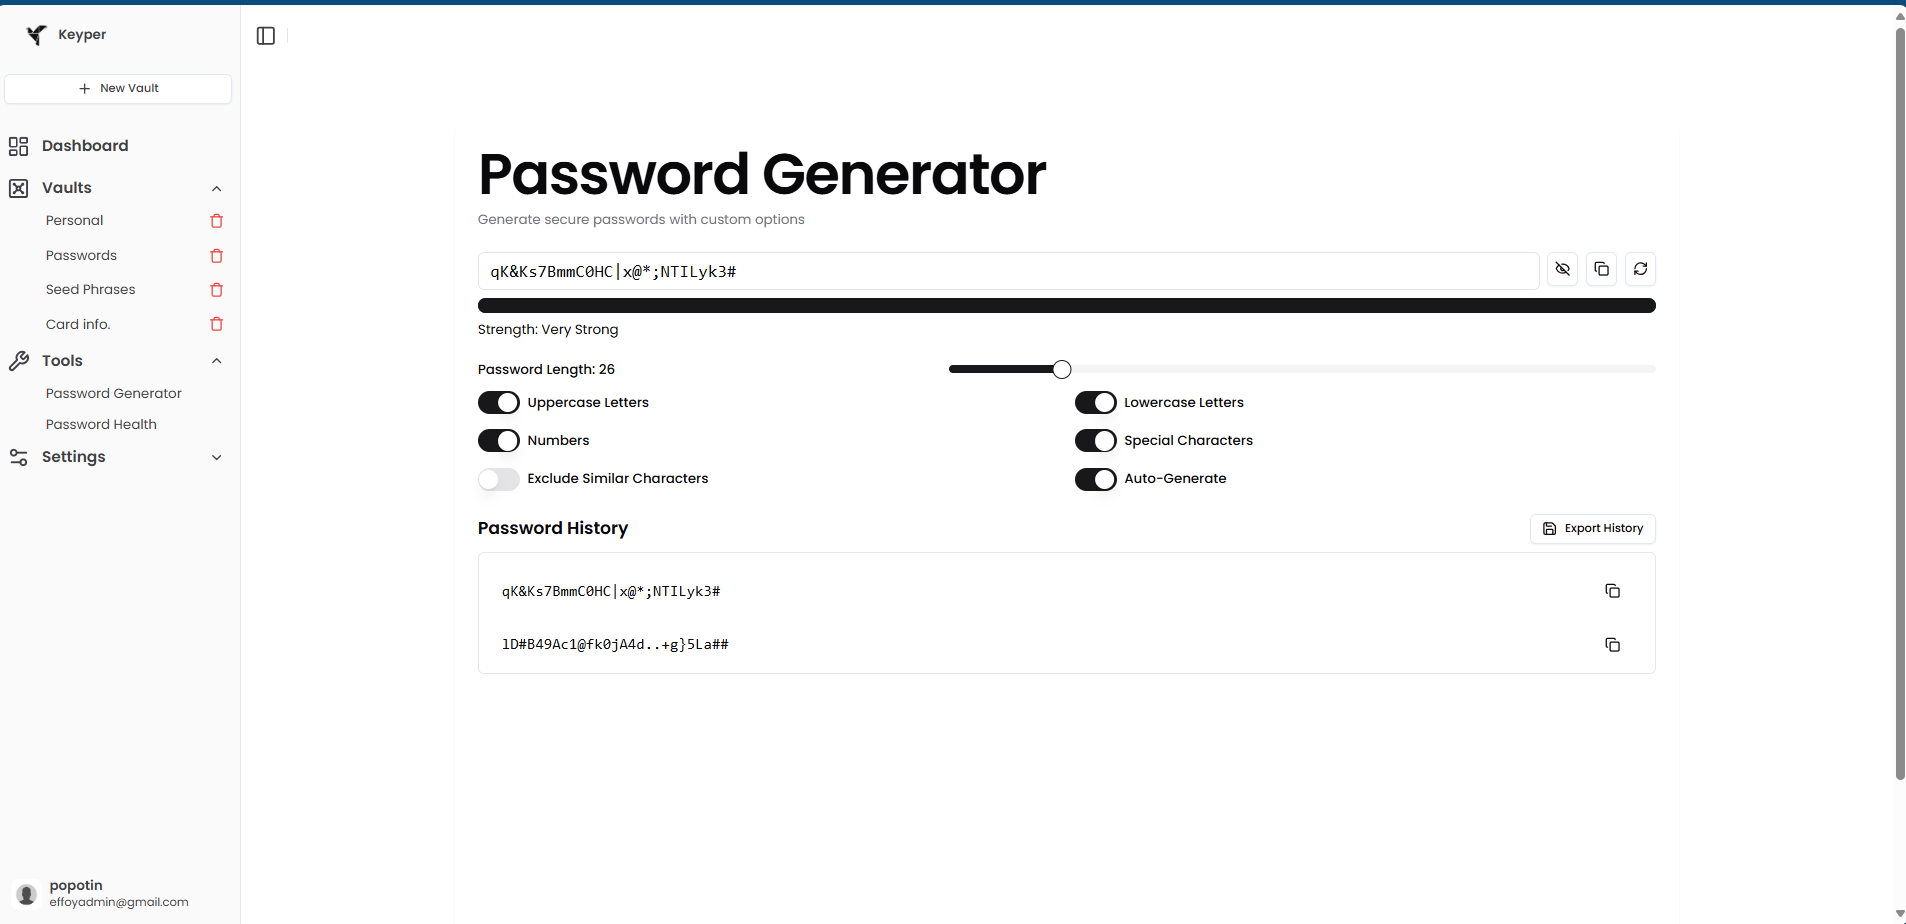 Keyper
New Vault
Dashboard
Vaults
Personal
Passwords
Seed Phrases
Card info.
Tools
Password Generator
Password Health
Settings
popotin
effoyadmin@gmail.com
Password Generator
Generate secure passwords with custom options
qK&Ks7BmmC0HC|x@*;NTILyk3#
Strength: Very Strong
Password Length: 26
Uppercase Letters
Lowercase Letters
Numbers
Special Characters
Exclude Similar Characters
Auto-Generate
Password History
Export History
qK&Ks7BmmC0HC|x@*;NTILyk3#
lD#B49Ac1@fk0jA4d..+g}5La##